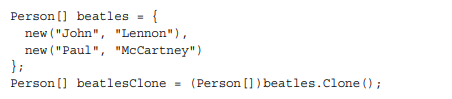 Person[] beatles = {
  new("John", "Lennon"),
  new("Paul", "McCartney")
};
Person[] beatlesClone = (Person[])beatles.Clone();